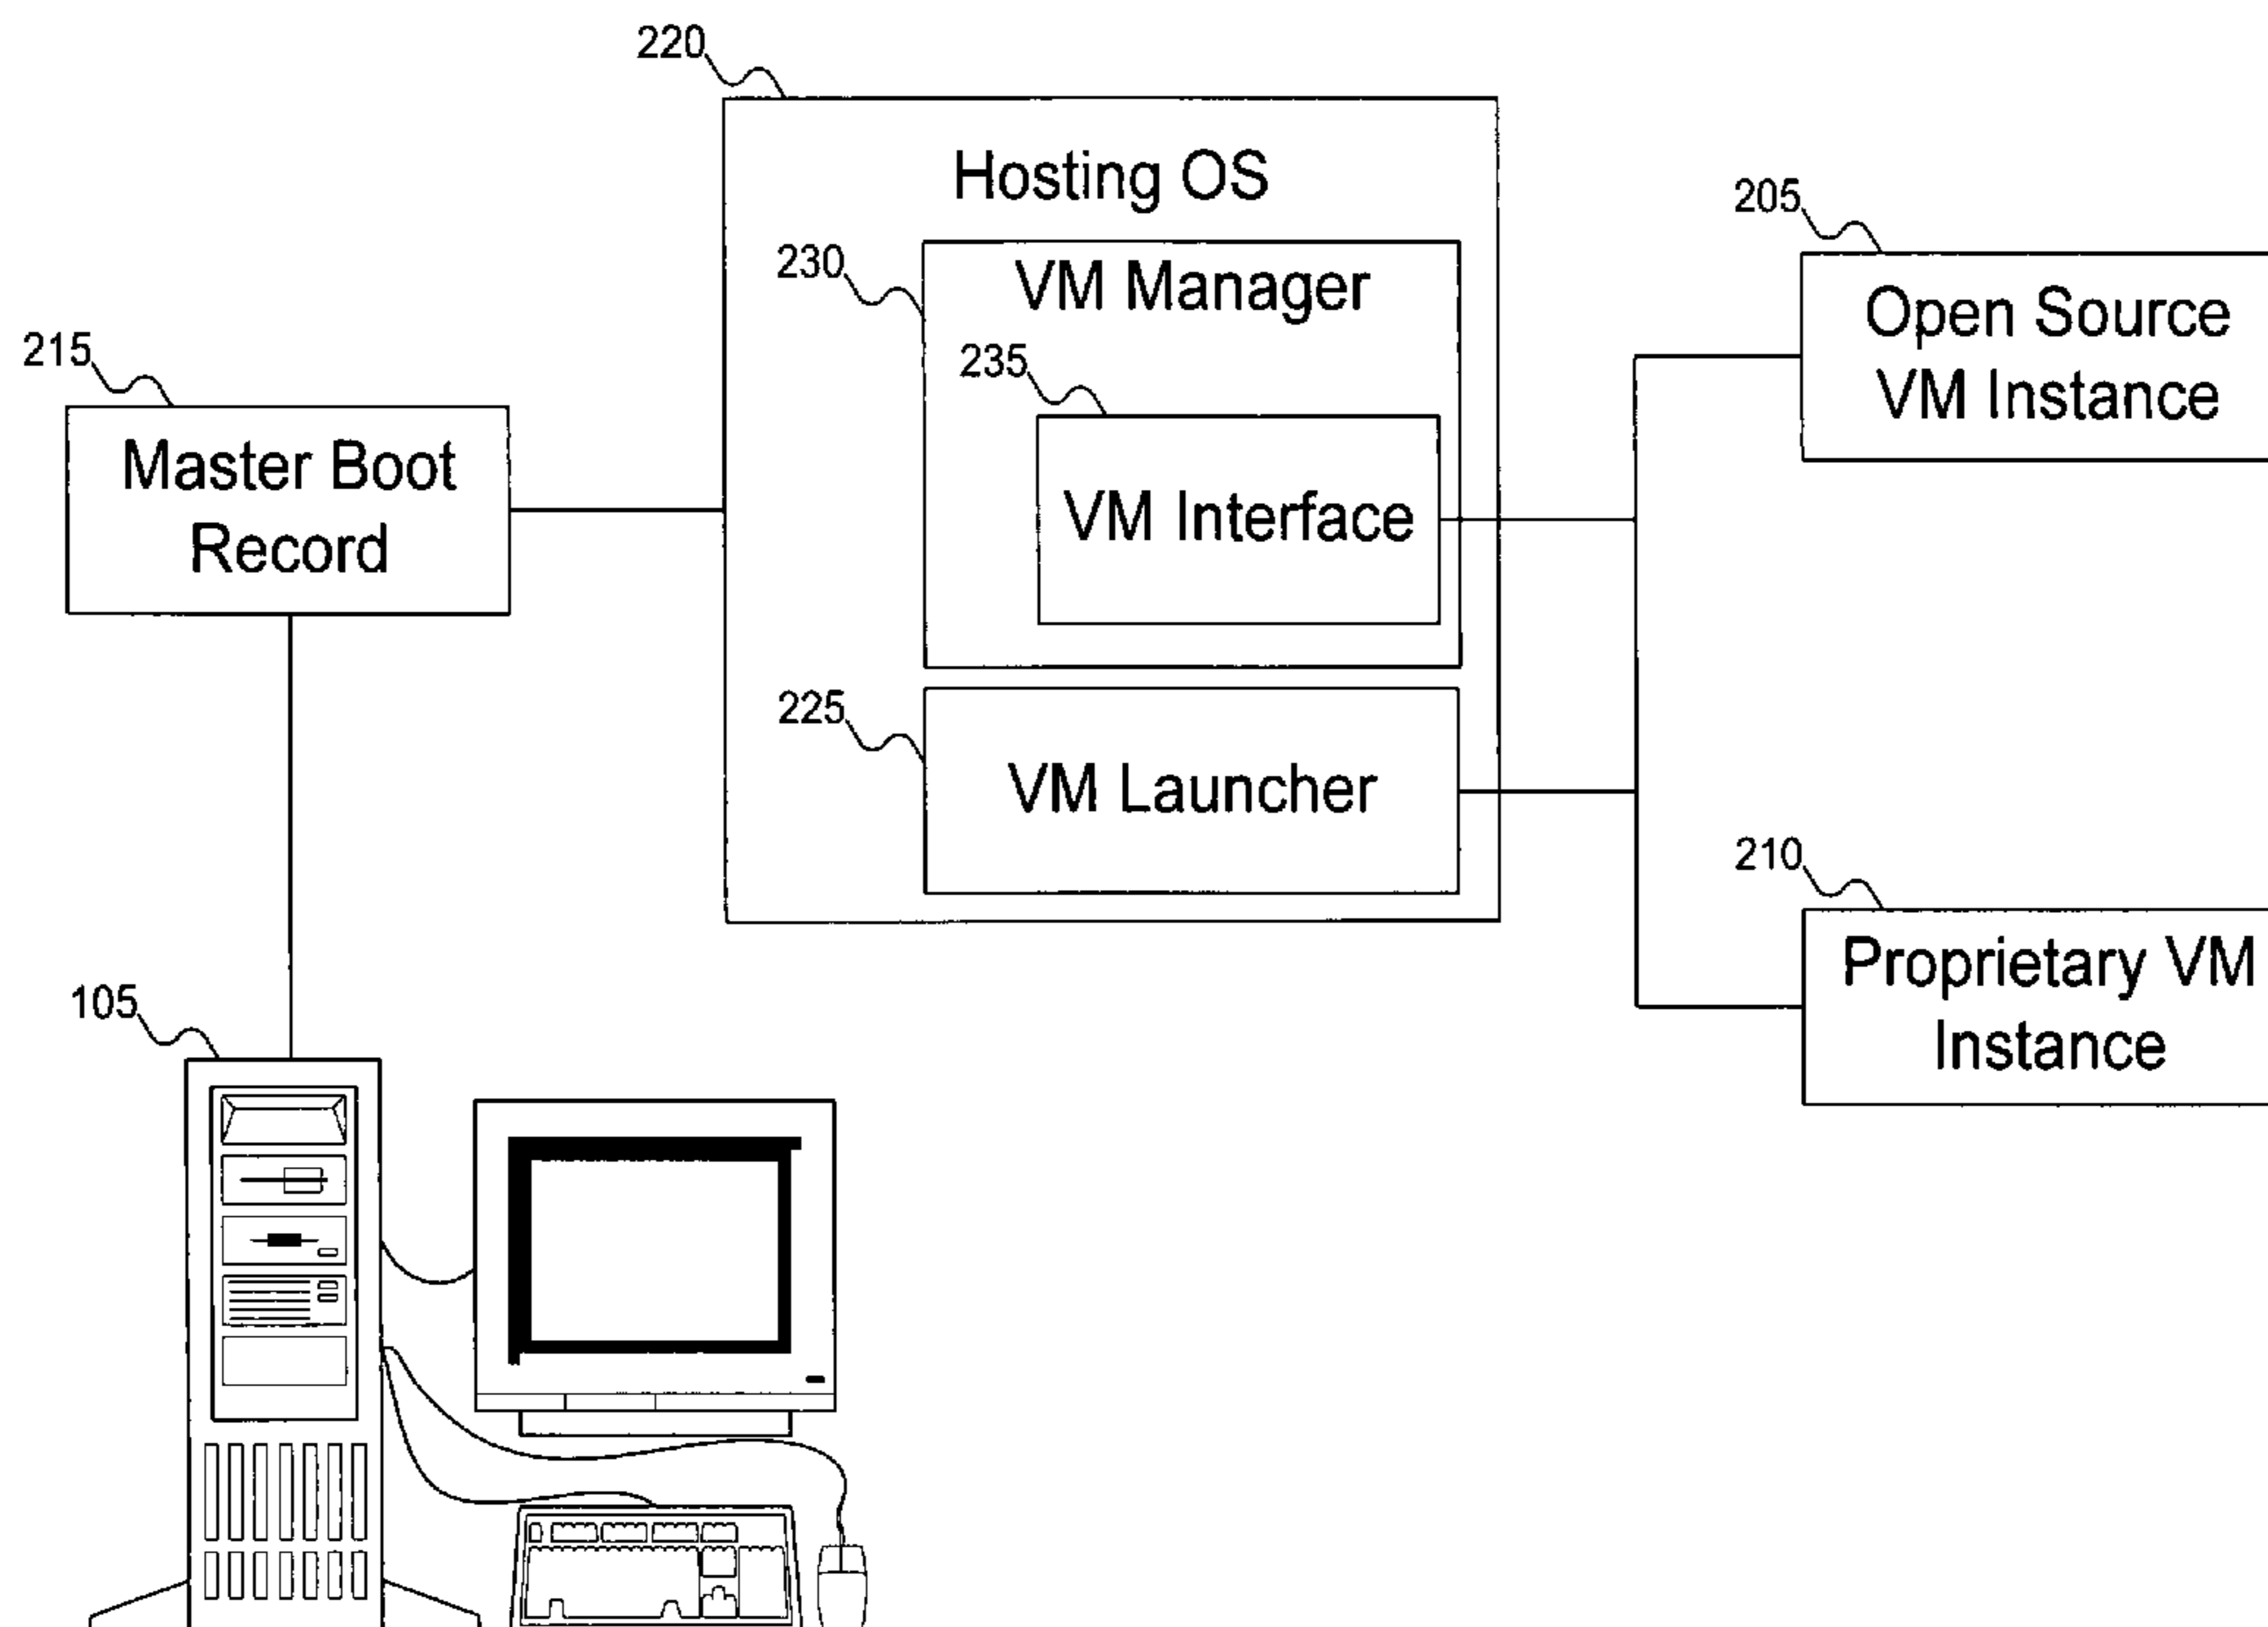 220
Hosting OS
205
230
VM Manager
Open Source
VM Instance
215
235
Master Boot
Record
VM Interface
225
VM Launcher
210
Proprietary VM
Instance
105